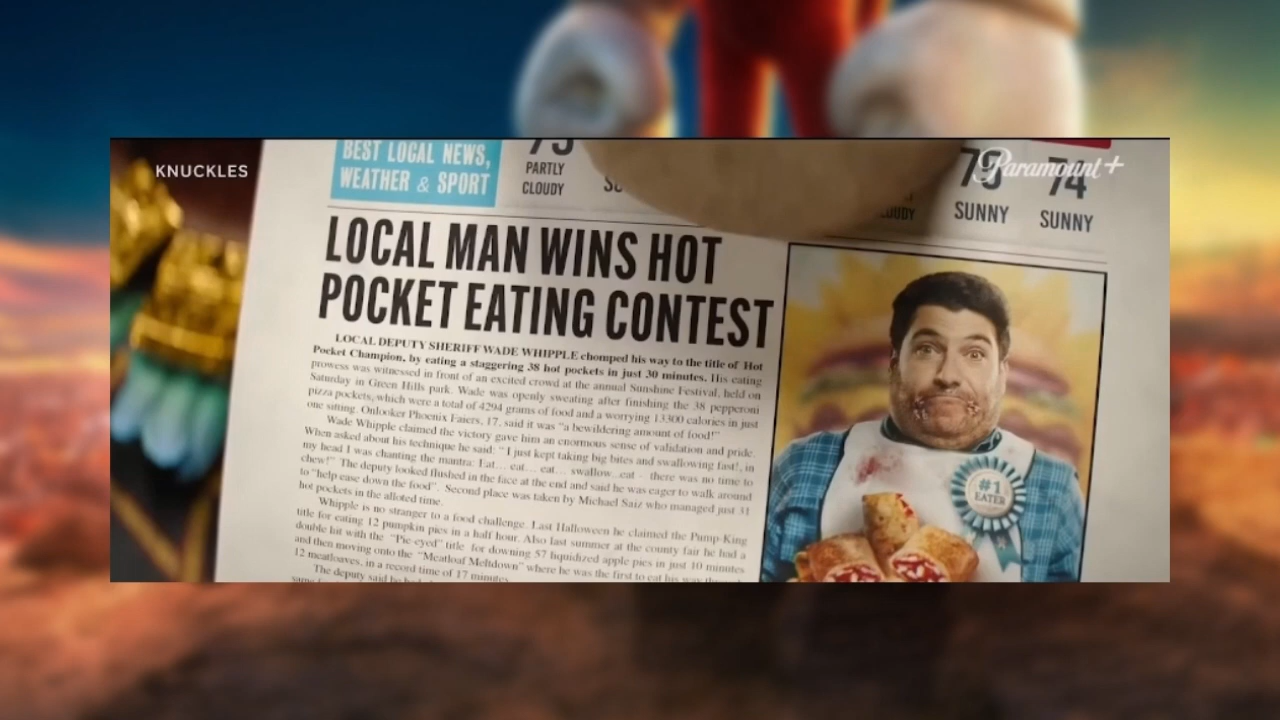 KNUCKLES
Paramount+
BEST LOCAL NEWS,
WEATHER & SPORT
PARTLY
CLOUDY
SUNNY
74
SUNNY
LOCAL MAN WINS HOT
POCKET EATING CONTEST
LOCAL DEPUTY SHERIFF WADE WHIPPLE chomped his way to the title of Hot
Pocket Champion, by eating a staggering 38 hot pockets in just 30 minutes. His eating
prowess was witnessed in front of an excited crowd at the annual Sunshine Festival, held on
Saturday in Green Hills park. Wade was openly sweating after finishing the 38 pepperoni
pizza pockets, which were a total of 4294 grams of food and a worrying 13300 calories in just
one sitting. Onlooker Phoenix Faiers, 17, said it was "a bewildering amount of food!"
Wade Whipple claimed the victory gave him an enormous sense of validation and pride.
When asked about his technique he said: "I just kept taking big bites and swallowing fast!, in
my head I was chanting the mantra: Eat… eat… eat… swallow…eat – there was no time to
chew!" The deputy looked flushed in the face at the end and said he was eager to walk around
to "help ease down the food". Second place was taken by Michael Saiz who managed just 31
hot pockets in the alloted time.
Whipple is no stranger to a food challenge. Last Halloween he claimed the Pump-King
title for eating 12 pumpkin pies in a half hour. Also last summer at the county fair he had a
double hit with the "Pie-eyed" title for downing 57 liquidized apple pies in just 10 minutes
and then moving onto the "Meatloaf Meltdown" where he was the first to eat his way through
12 meatloaves, in a record time of 17 minutes.
The deputy said he
#1
EATER